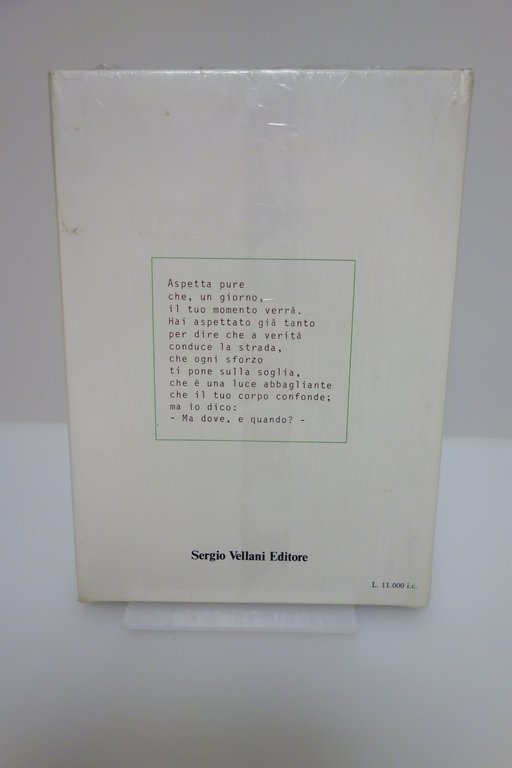 Aspetta pure
che, un giorno,
il tuo momento verrà.
Hai aspettato già tanto
per dire che a verità
conduce la strada,
che ogni sforzo
ti pone sulla soglia,
che è una luce abbagliante
che il tuo corpo confonde;
ma io dico:
- Ma dove, e quando? -
Sergio Vellani Editore
L. 11.000 i.c.